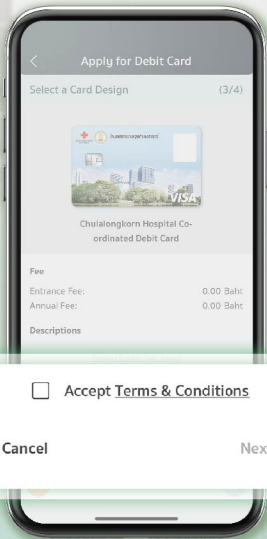 Apply for Debit Card
Select a Card Design (3/4)
VISA
Chulalongkorn Hospital Co-
ordinated Debit Card
Fee
Entrance Fee: 0.00 Baht
Annual Fee: 0.00 Baht
Descriptions
Accept Terms & Conditions
Cancel Nex